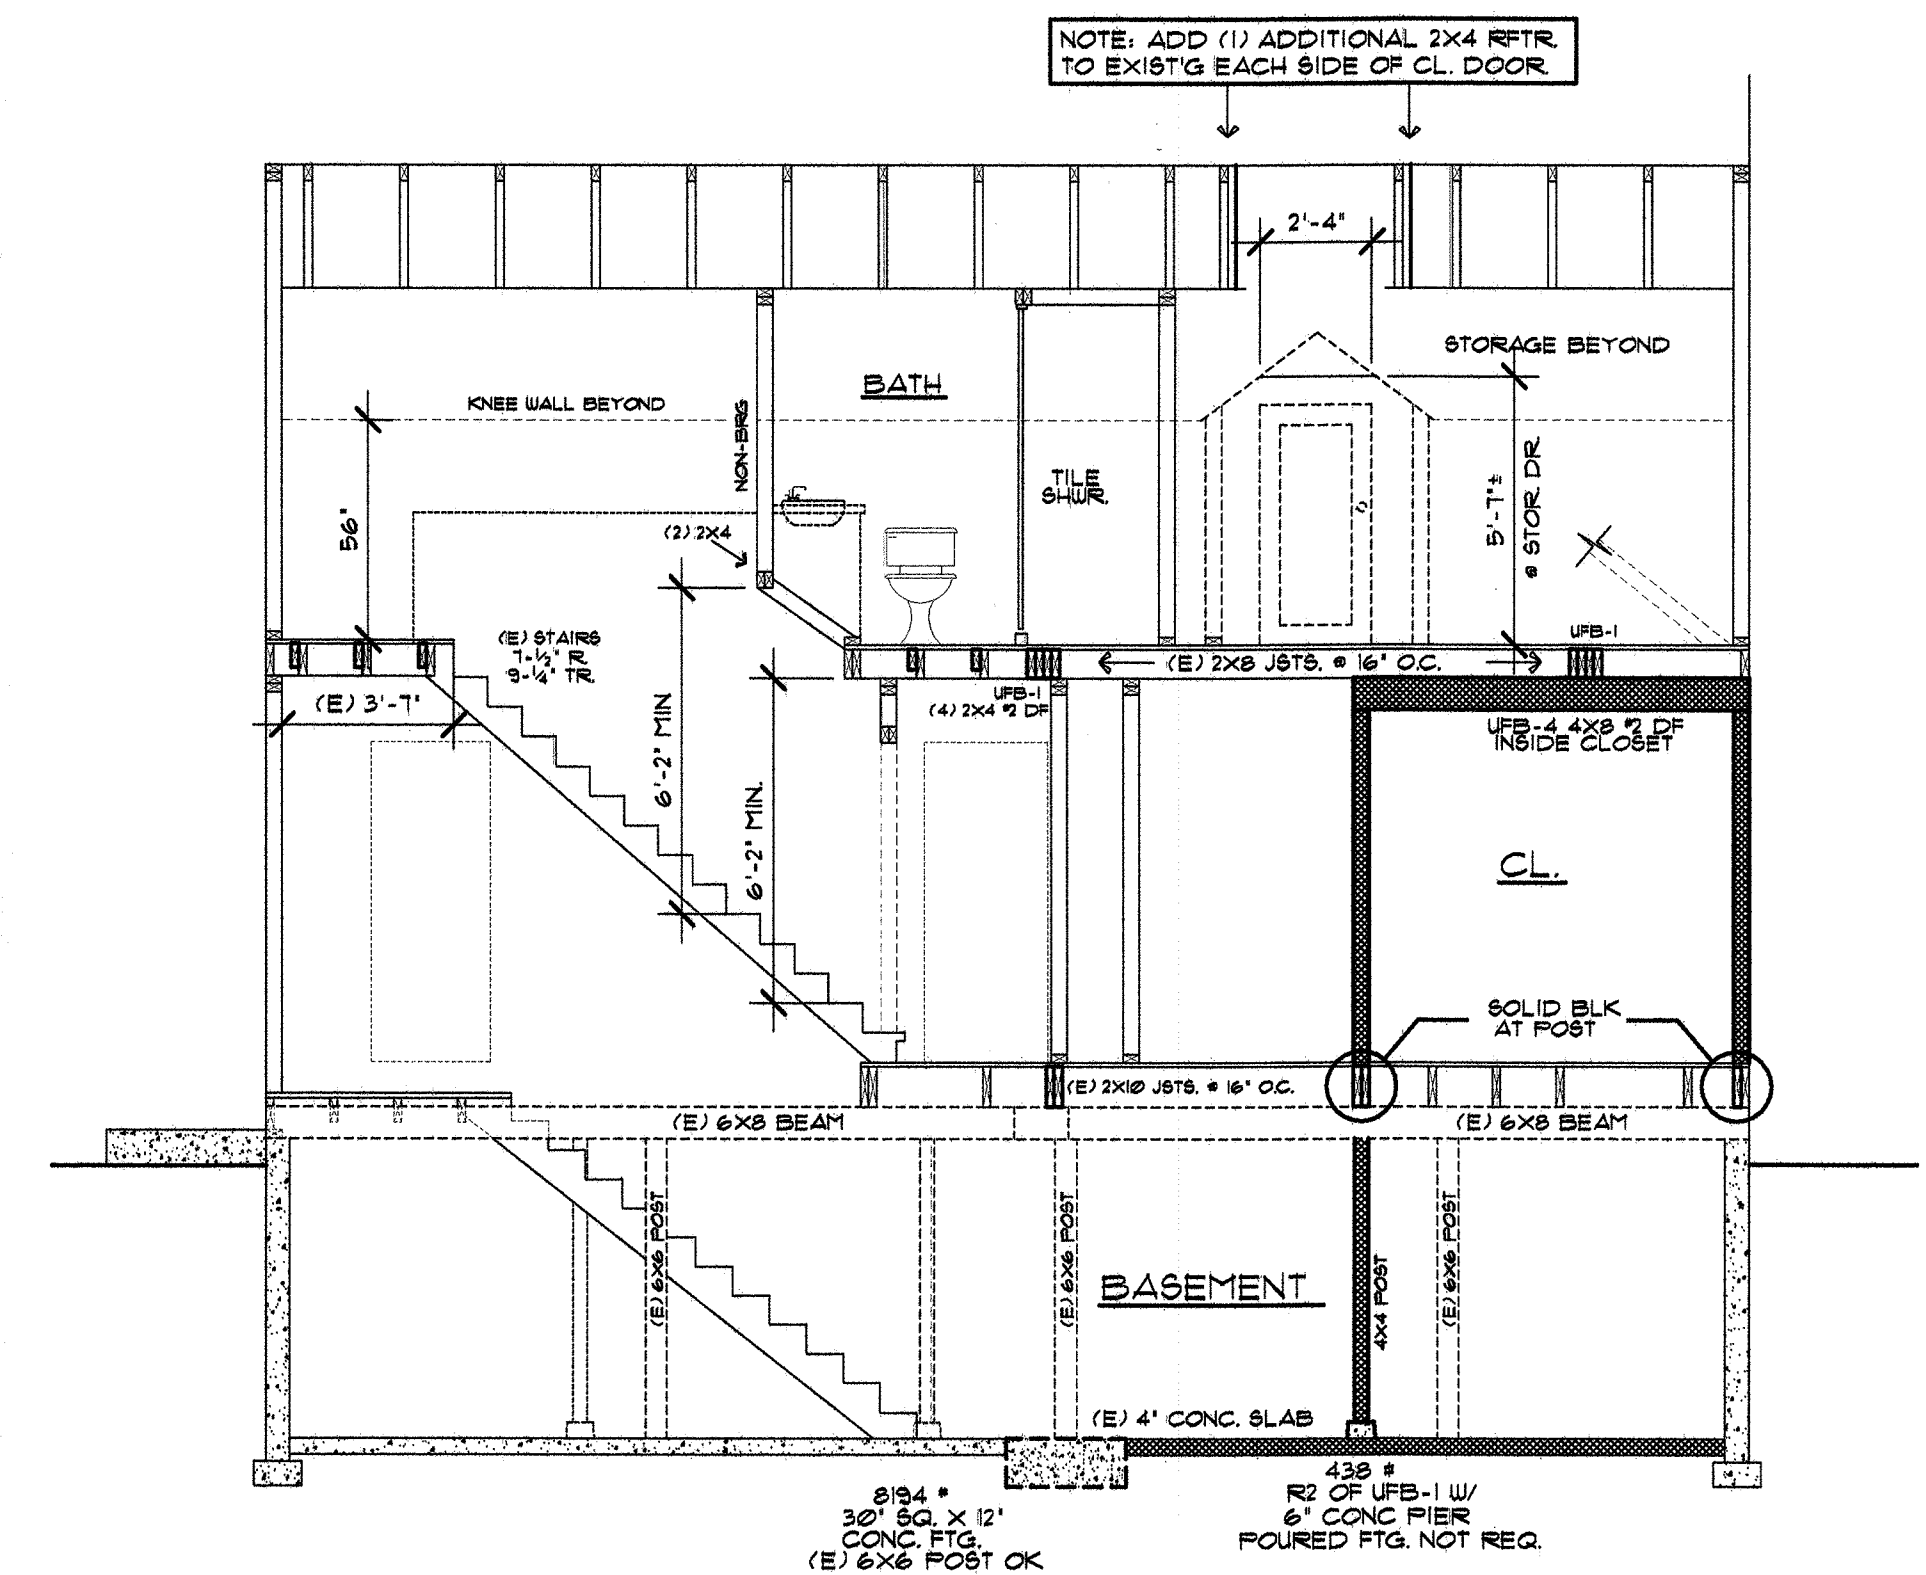 NOTE: ADD (1) ADDITIONAL 2X4 RFTR.
TO EXIST'G EACH SIDE OF CL. DOOR.
2'-4"
STORAGE BEYOND
BATH
KNEE WALL BEYOND
NON-BRG
TILE
SHWR.
5'-7"±
@ STOR DR.
56"
(2) 2X4
(E) STAIRS
7-1/2" R.
9-1/4" TR.
UFB-1
(E) 2X8 JSTS. @ 16" O.C.
(E) 3'-7"
UFB-1
(4) 2X4 #2 DF
UFB-4 4X8 #2 DF
INSIDE CLOSET
6'-2" MIN
6'-2" MIN.
CL.
SOLID BLK
AT POST
(E) 2X10 JSTS. @ 16" O.C.
(E) 6X8 BEAM
(E) 6X8 BEAM
(E) 6X6 POST
(E) 6X6 POST
(E) 6X6 POST
4X4 POST
BASEMENT
(E) 4" CONC. SLAB
8194 #
30" SQ. X 12"
CONC. FTG.
(E) 6X6 POST OK
438 #
R2 OF UFB-1 W/
6" CONC PIER
POURED FTG. NOT REQ.